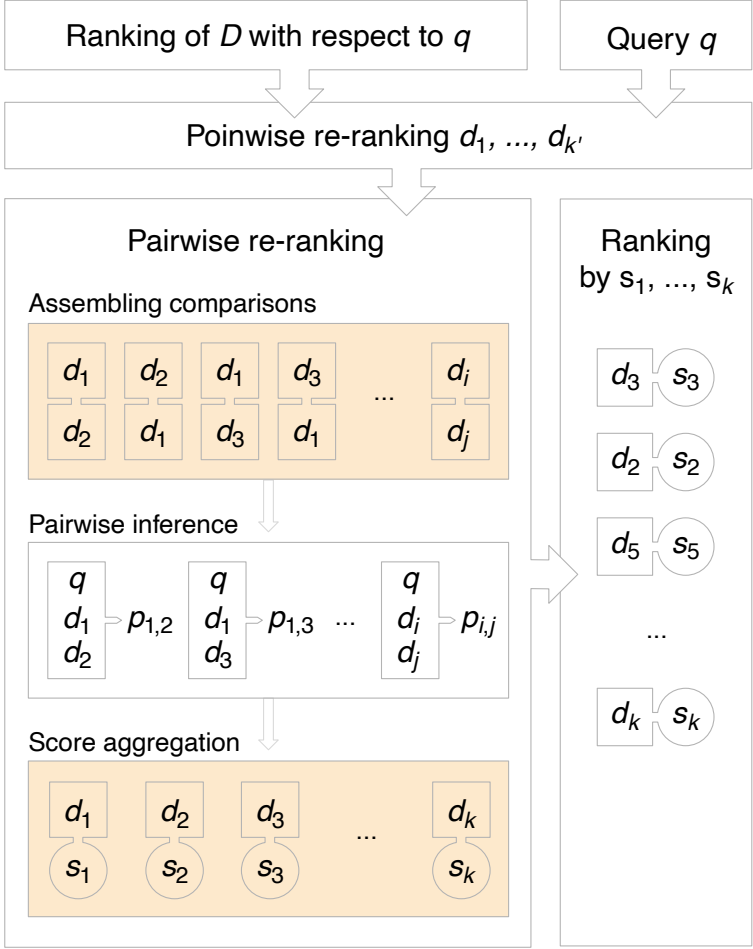 Ranking of D with respect to q
Query q
Poinwise re-ranking d1, ..., dk'
Pairwise re-ranking
Assembling comparisons
d1 d2 d1 d3 ... di
d2 d1 d3 d1 dj
Pairwise inference
q q q
d1 p1,2 d1 p1,3 ... di pi,j
d2 d3 dj
Score aggregation
d1 d2 d3 ... dk
s1 s2 s3 sk
Ranking
by s1, ..., sk
d3 s3
d2 s2
d5 s5
...
dk sk